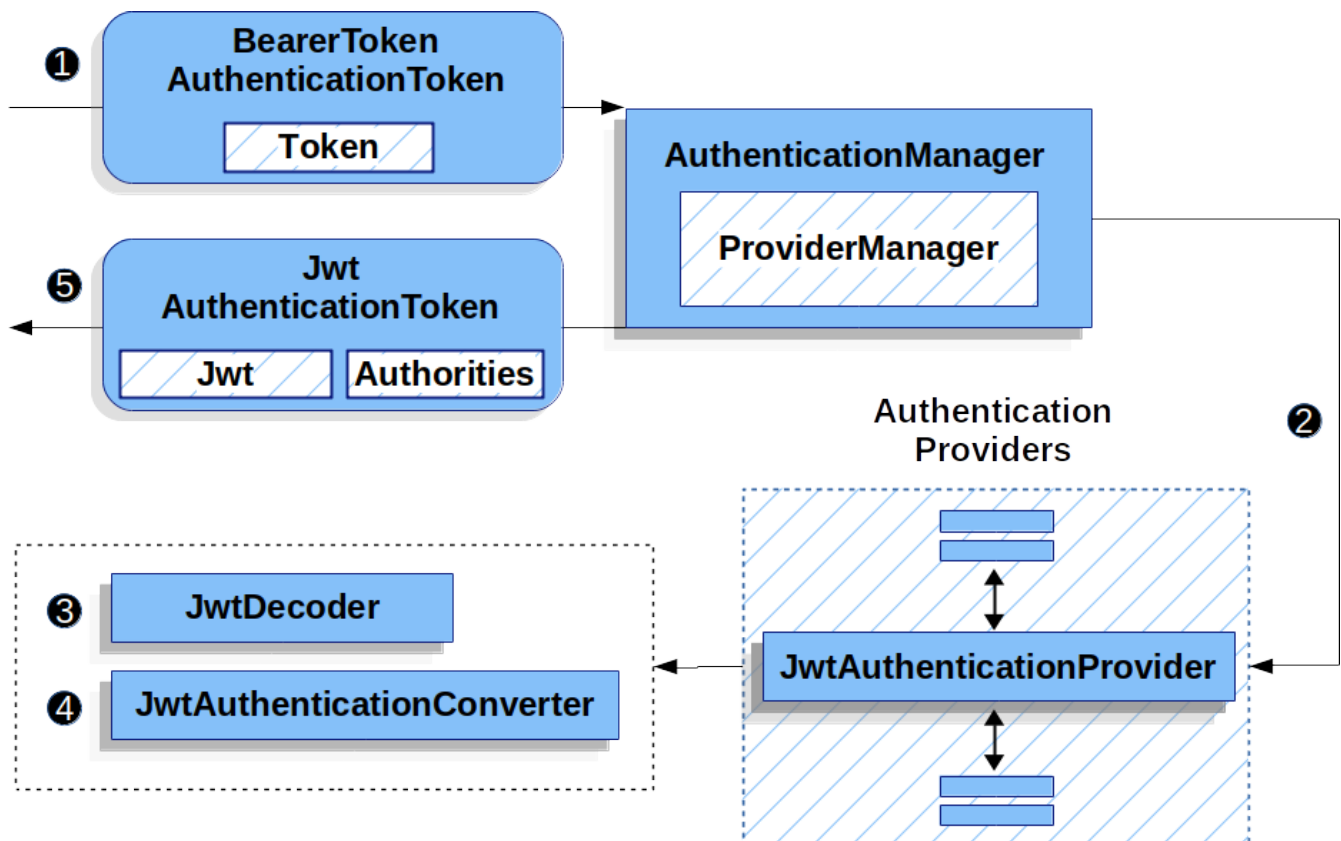 1
BearerToken
AuthenticationToken
Token
AuthenticationManager
ProviderManager
5
Jwt
AuthenticationToken
Jwt
Authorities
Authentication
Providers
2
3
JwtDecoder
JwtAuthenticationProvider
4
JwtAuthenticationConverter